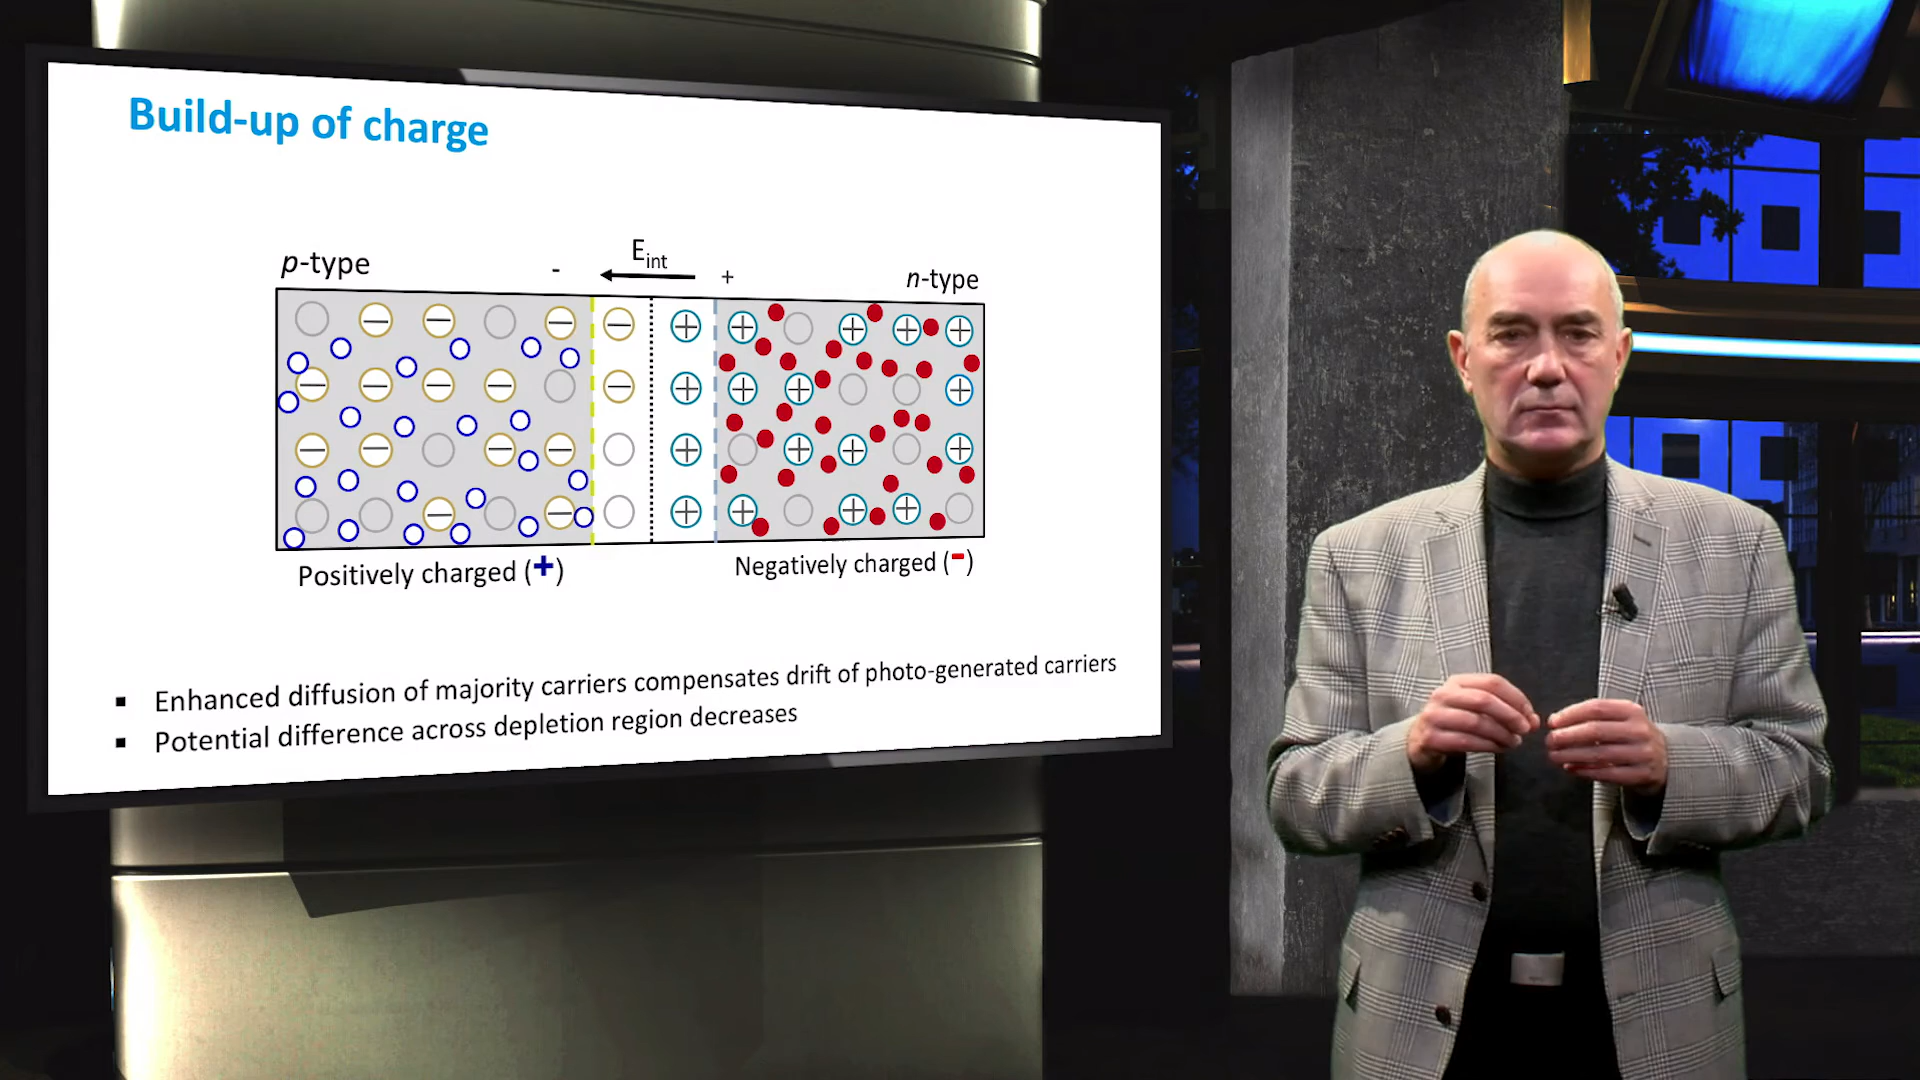 Build-up of charge
E_int
p-type - + n-type
Positively charged (+) Negatively charged (-)
▪ Enhanced diffusion of majority carriers compensates drift of photo-generated carriers
▪ Potential difference across depletion region decreases